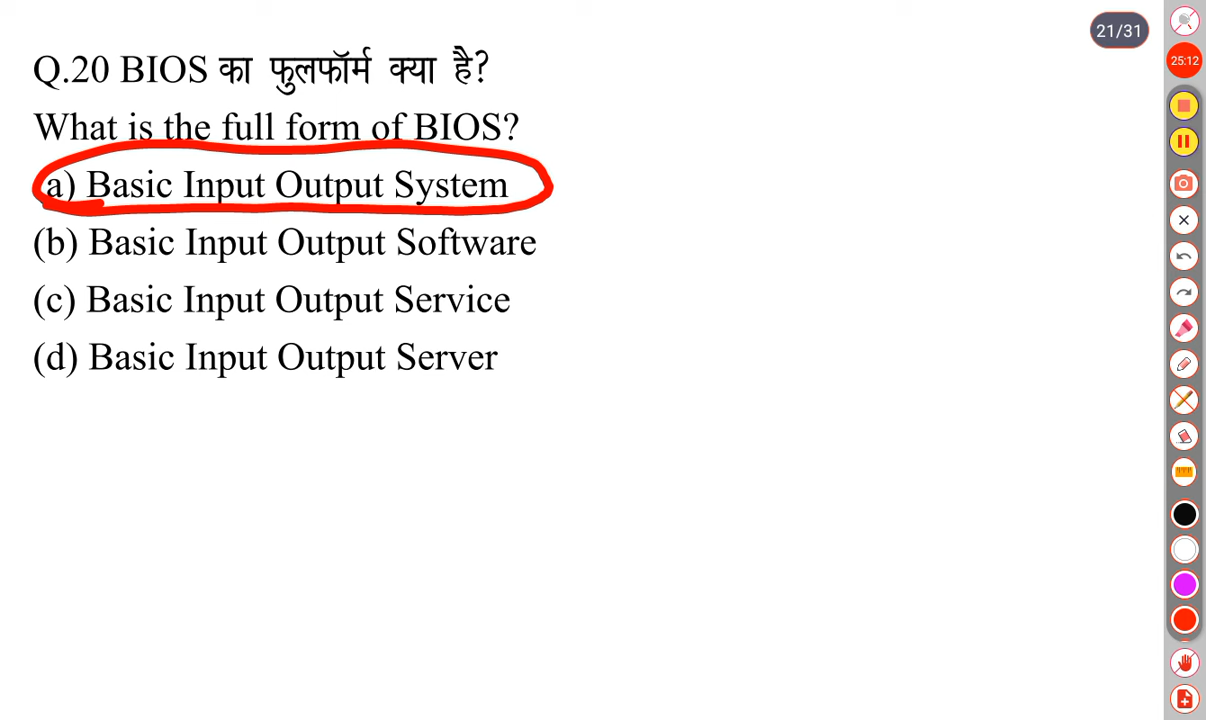 21/31
25:12
Q.20 BIOS का फुलफॉर्म क्या है?
What is the full form of BIOS?
a) Basic Input Output System
(b) Basic Input Output Software
(c) Basic Input Output Service
(d) Basic Input Output Server